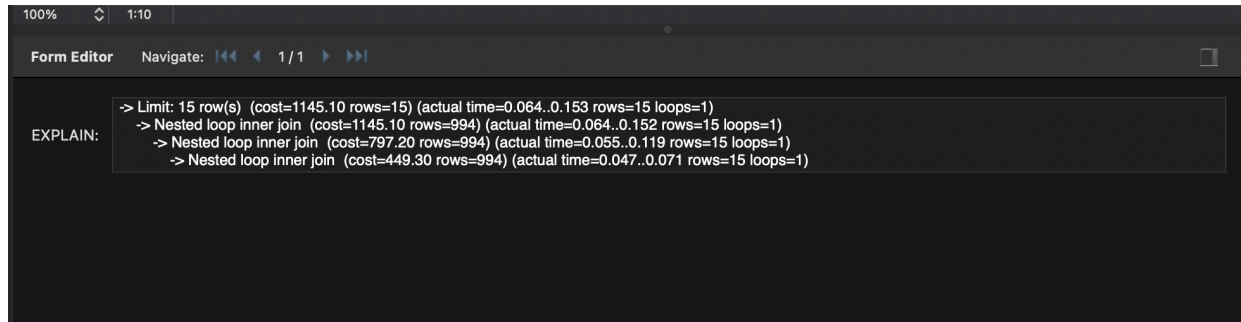 100% 1:10
Form Editor Navigate: 1 / 1
-> Limit: 15 row(s) (cost=1145.10 rows=15) (actual time=0.064..0.153 rows=15 loops=1)
-> Nested loop inner join (cost=1145.10 rows=994) (actual time=0.064..0.152 rows=15 loops=1)
EXPLAIN:
-> Nested loop inner join (cost=797.20 rows=994) (actual time=0.055..0.119 rows=15 loops=1)
-> Nested loop inner join (cost=449.30 rows=994) (actual time=0.047..0.071 rows=15 loops=1)